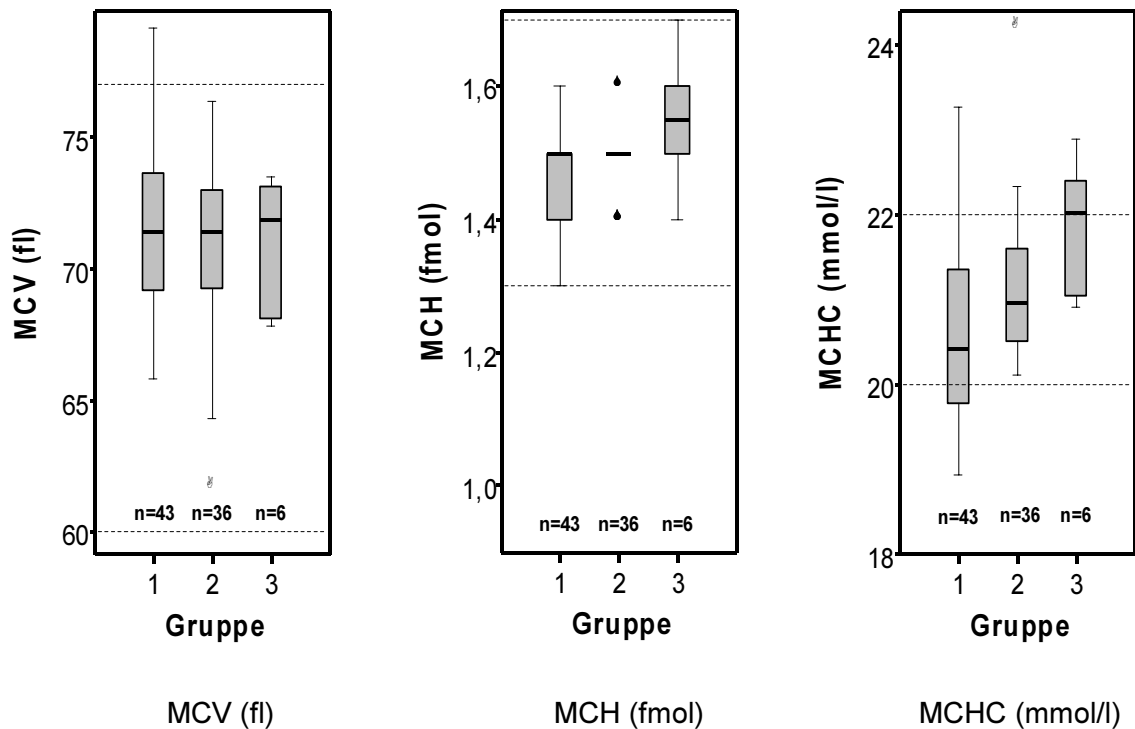 MCV (fl)
75
70
65
60
n=43 n=36 n=6
1 2 3
Gruppe
MCH (fmol)
1,6
1,4
1,2
1,0
n=43 n=36 n=6
1 2 3
Gruppe
MCHC (mmol/l)
24
22
20
18
n=43 n=36 n=6
1 2 3
Gruppe
MCV (fl)
MCH (fmol)
MCHC (mmol/l)